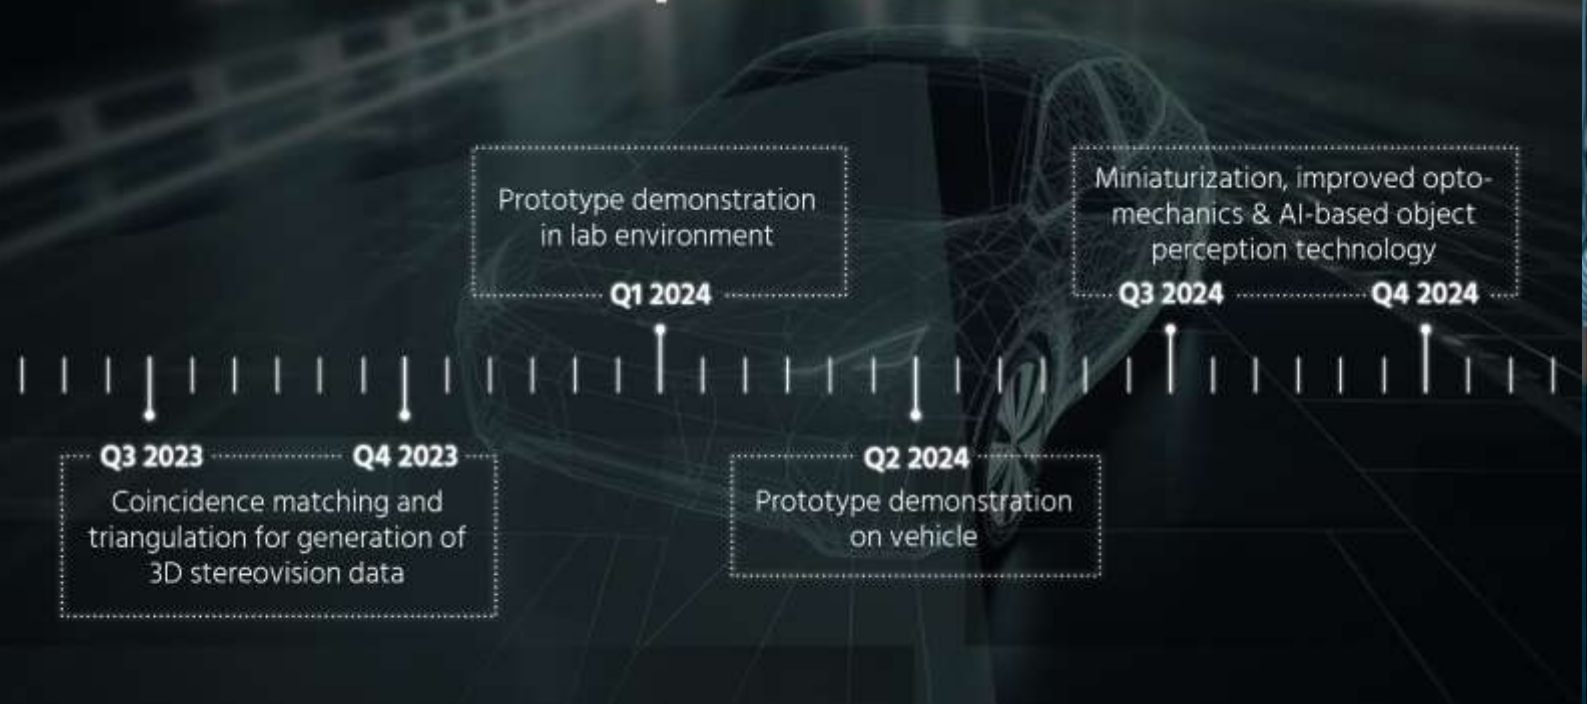 Prototype demonstration
in lab environment
Q1 2024
Miniaturization, improved opto-
mechanics & AI-based object
perception technology
Q3 2024 Q4 2024
Q3 2023 Q4 2023
Coincidence matching and
triangulation for generation of
3D stereovision data
Q2 2024
Prototype demonstration
on vehicle